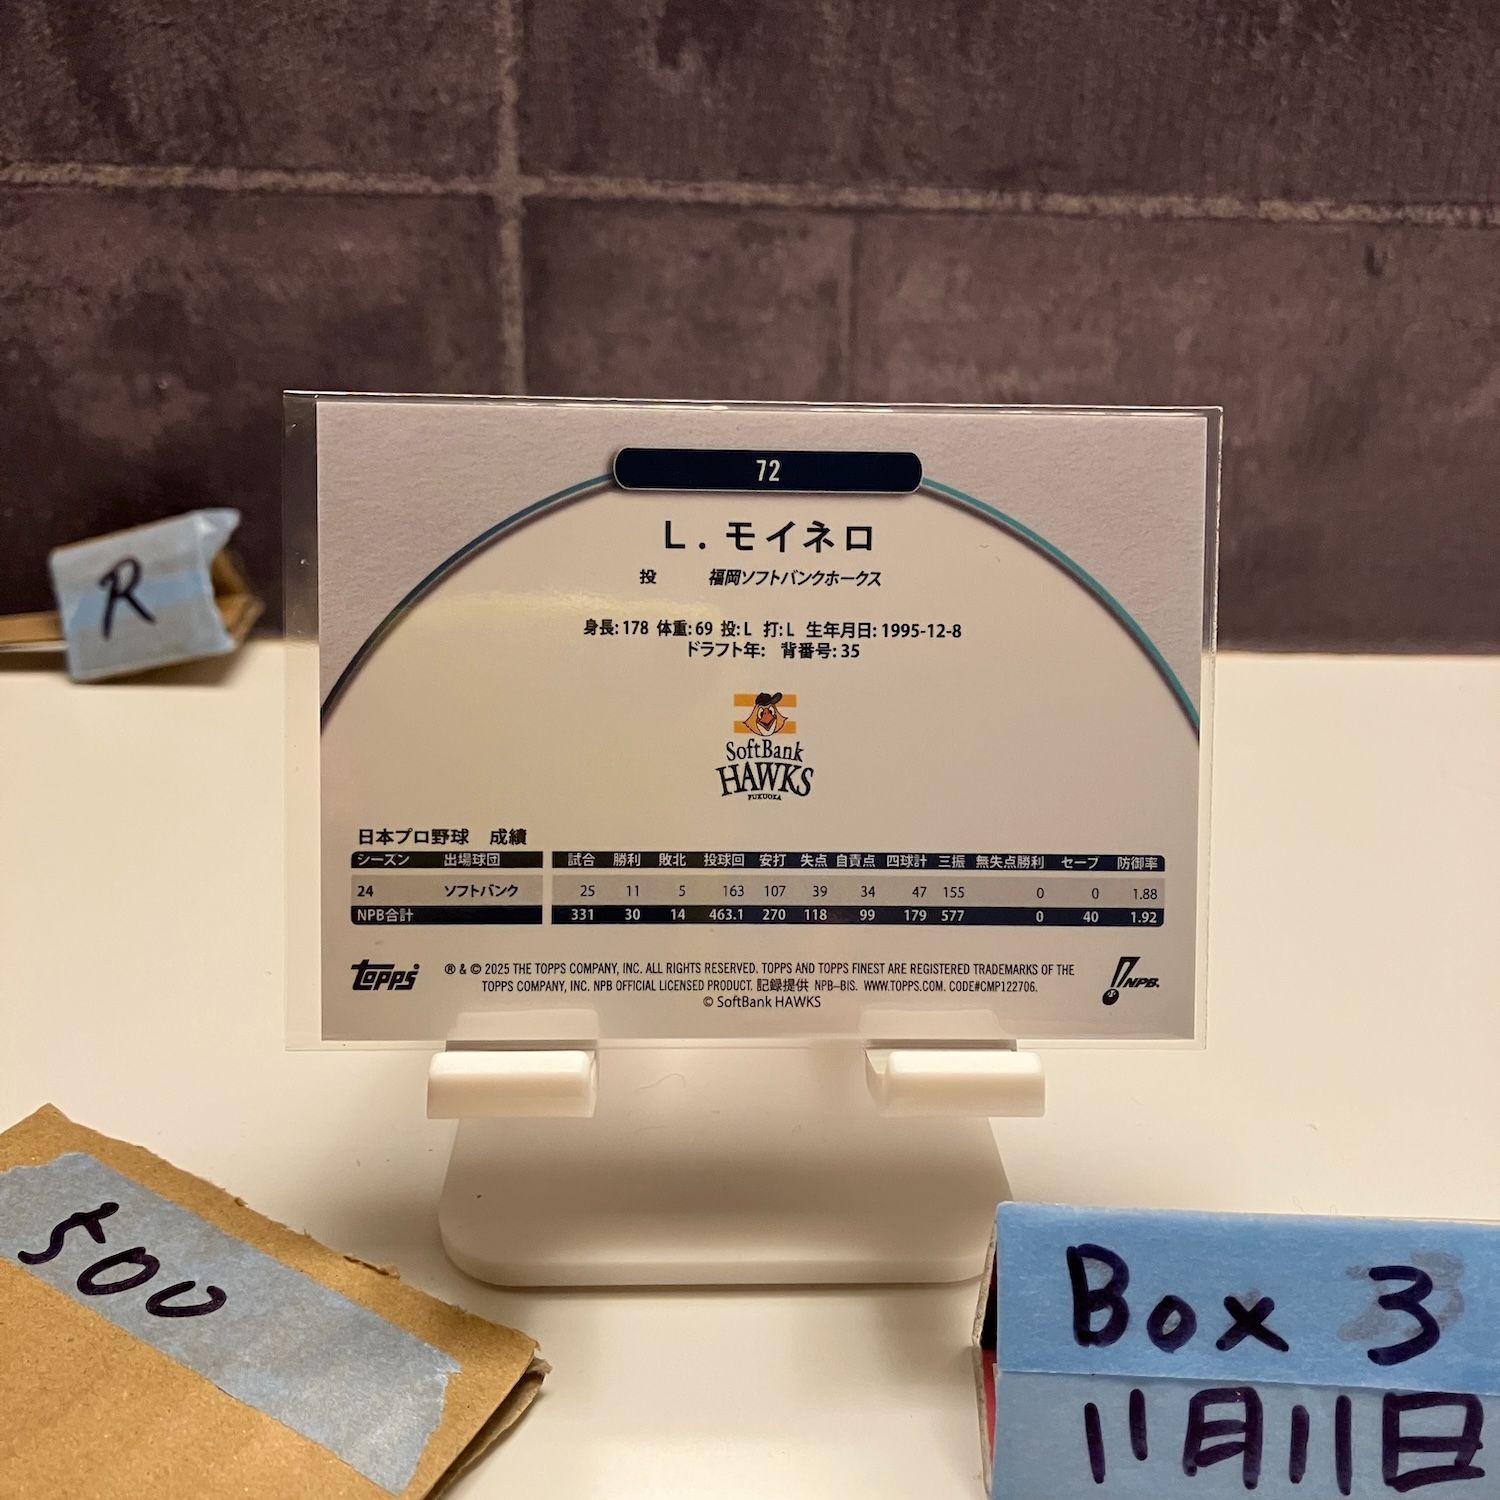 72
L. モイネロ
投 福岡ソフトバンクホークス
身長: 178 体重: 69 投: L 打: L 生年月日: 1995-12-8
ドラフト年: 背番号: 35
R
SoftBank
HAWKS
FUKUOKA
日本プロ野球 成績
シーズン 出場球団 試合 勝利 敗北 投球回 安打 失点 自責点 四球計 三振 無失点勝利 セーブ 防御率
24 ソフトバンク 25 11 5 163 107 39 34 47 155 0 0 1.88
NPB合計 331 30 14 463.1 270 118 99 179 577 0 40 1.92
topps ® & © 2025 THE TOPPS COMPANY, INC. ALL RIGHTS RESERVED. TOPPS AND TOPPS FINEST ARE REGISTERED TRADEMARKS OF THE
TOPPS COMPANY, INC. NPB OFFICIAL LICENSED PRODUCT. 記録提供 NPB–BIS. WWW.TOPPS.COM. CODE#CMP122706.
© SoftBank HAWKS
NPB
500
Box 3
11月11日